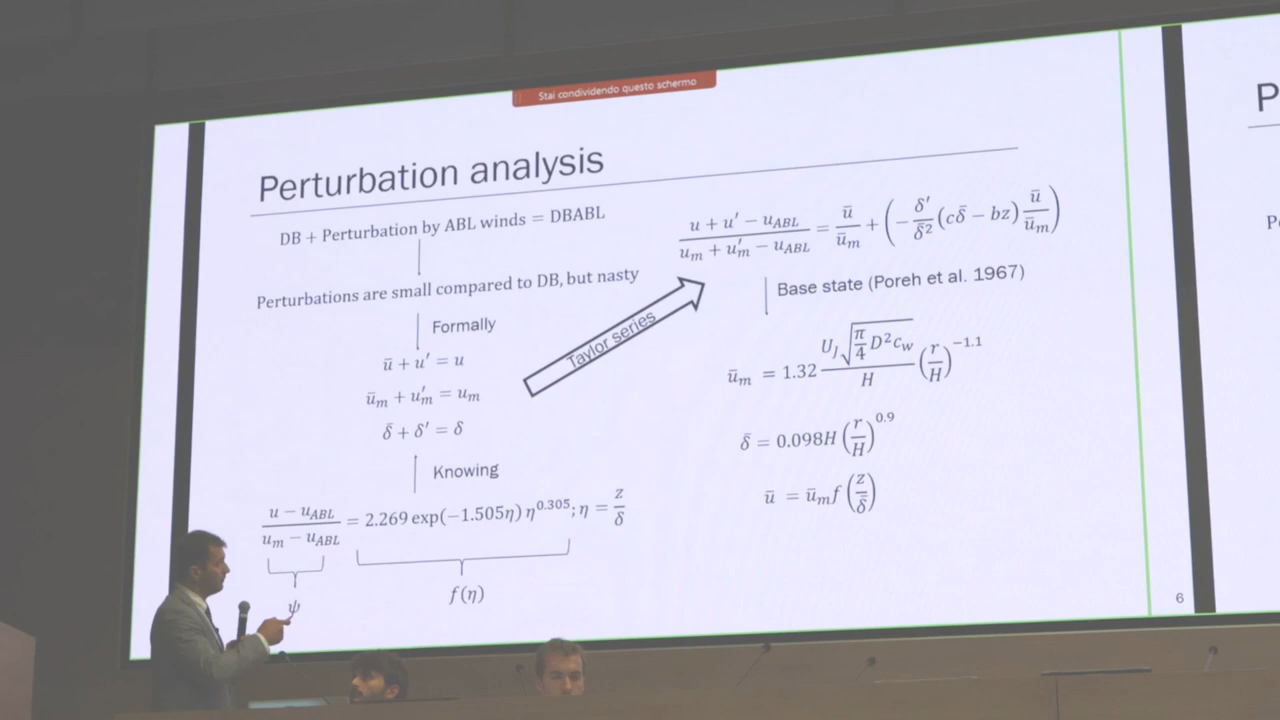 Stai condividendo questo schermo
Perturbation analysis
DB + Perturbation by ABL winds = DBABL
Perturbations are small compared to DB, but nasty
Formally
ū + u′ = u
ū_m + u′_m = u_m
δ̄ + δ′ = δ
Knowing
(u − u_ABL)/(u_m − u_ABL) = 2.269 exp(−1.505η) η^0.305; η = z/δ
ψ
f(η)
Taylor series
(u + u′ − u_ABL)/(u_m + u′_m − u_ABL) = ū/ū_m + (−δ′/δ̄² (cδ̄ − bz) ū/ū_m)
Base state (Poreh et al. 1967)
ū_m = 1.32 (U_J √(π/4 D² c_w))/H (r/H)^−1.1
δ̄ = 0.098H (r/H)^0.9
ū = ū_m f(z/δ̄)
6
P